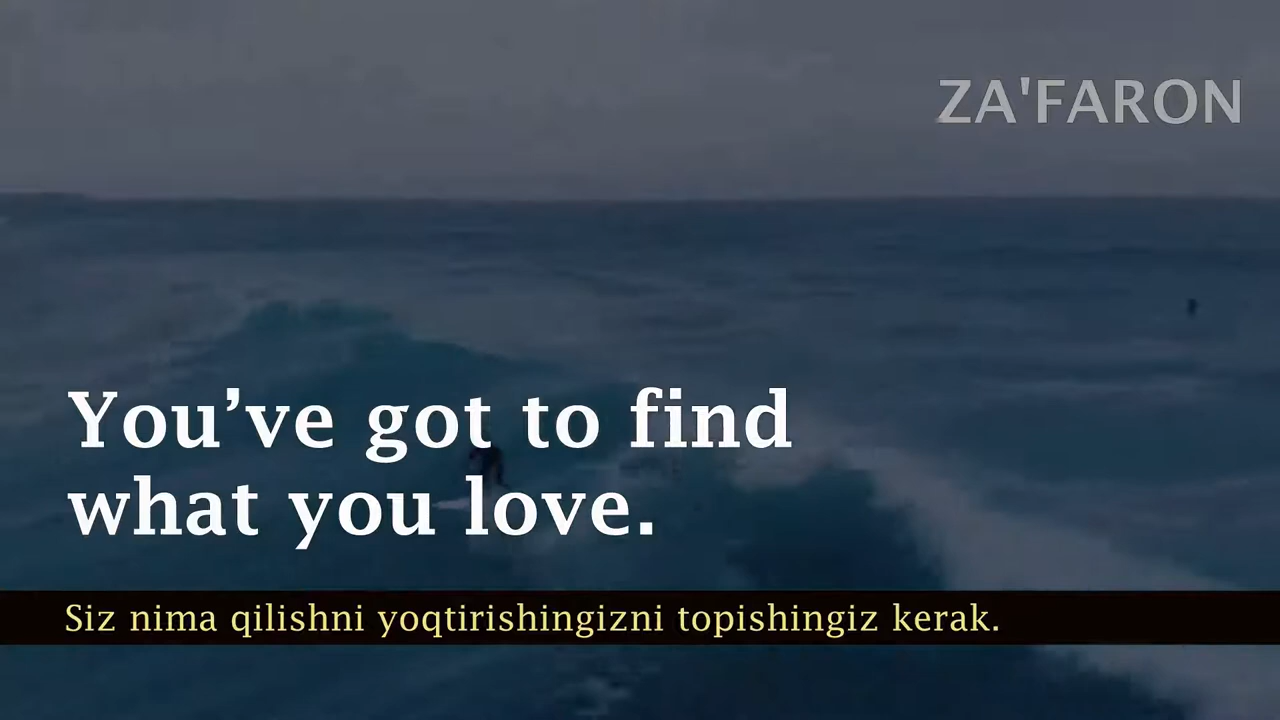 ZA'FARON
You’ve got to find
what you love.
Siz nima qilishni yoqtirishingizni topishingiz kerak.